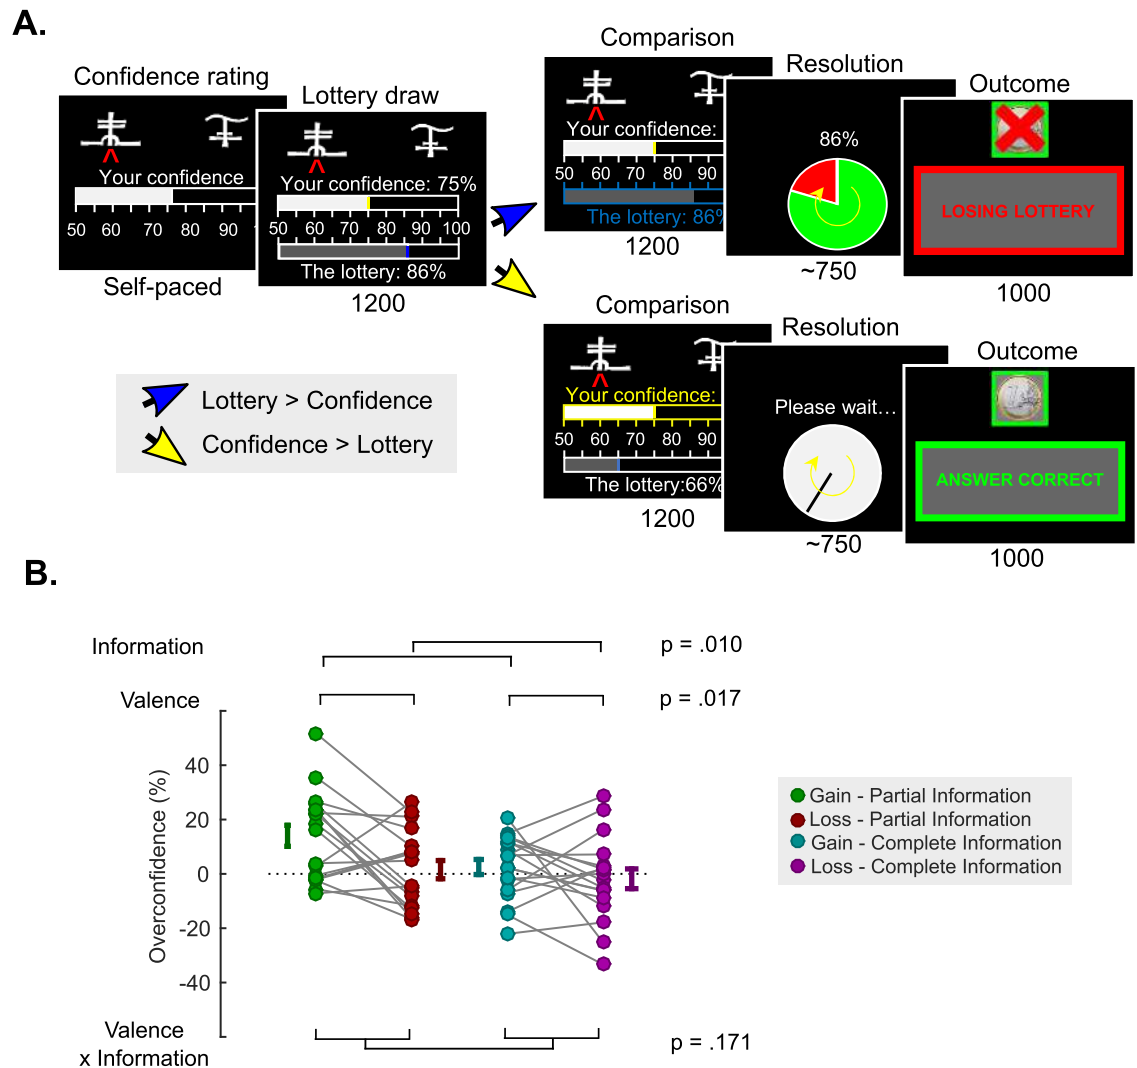 A.
Confidence rating
Your confidence
50 60 70 80 90
Self-paced
Lottery draw
Your confidence: 75%
50 60 70 80 90 100
The lottery: 86%
1200
Comparison
Your confidence:
50 60 70 80 90
The lottery: 86%
1200
Resolution
86%
~750
Outcome
LOSING LOTTERY
1000
Lottery > Confidence
Confidence > Lottery
Comparison
Your confidence:
50 60 70 80 90
The lottery:66%
1200
Resolution
Please wait...
~750
Outcome
ANSWER CORRECT
1000
B.
Information
p = .010
Valence
p = .017
Overconfidence (%)
40
20
0
-20
-40
Gain - Partial Information
Loss - Partial Information
Gain - Complete Information
Loss - Complete Information
Valence
x Information
p = .171